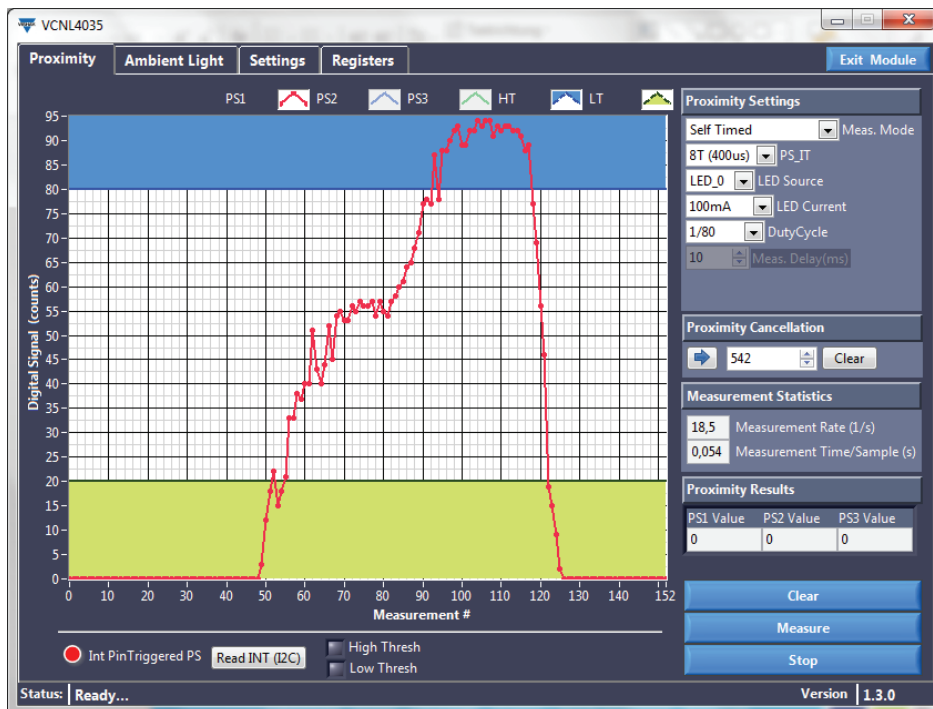 VCNL4035
Proximity
Ambient Light
Settings
Registers
Exit Module
PS1 PS2 PS3 HT LT
95
90
85
80
75
70
65
60
55
50
45
40
35
30
25
20
15
10
5
0
Digital Signal (counts)
0 10 20 30 40 50 60 70 80 90 100 110 120 130 140 152
Measurement #
Int PinTriggered PS
Read INT (I2C)
High Thresh
Low Thresh
Proximity Settings
Self Timed Meas. Mode
8T (400us) PS_IT
LED_0 LED Source
100mA LED Current
1/80 DutyCycle
10 Meas. Delay(ms)
Proximity Cancellation
542 Clear
Measurement Statistics
18,5 Measurement Rate (1/s)
0,054 Measurement Time/Sample (s)
Proximity Results
PS1 Value PS2 Value PS3 Value
0 0 0
Clear
Measure
Stop
Status: Ready...
Version 1.3.0